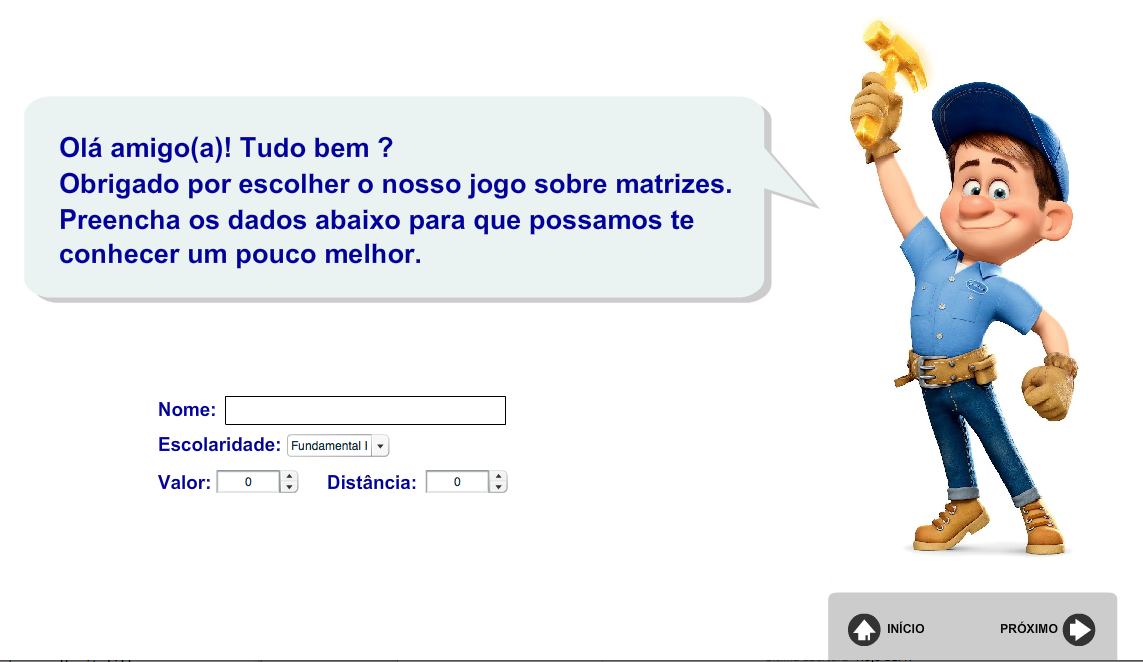 Olá amigo(a)! Tudo bem ?
Obrigado por escolher o nosso jogo sobre matrizes.
Preencha os dados abaixo para que possamos te
conhecer um pouco melhor.
Nome:
Escolaridade: Fundamental I
Valor: 0 Distância: 0
INÍCIO PRÓXIMO